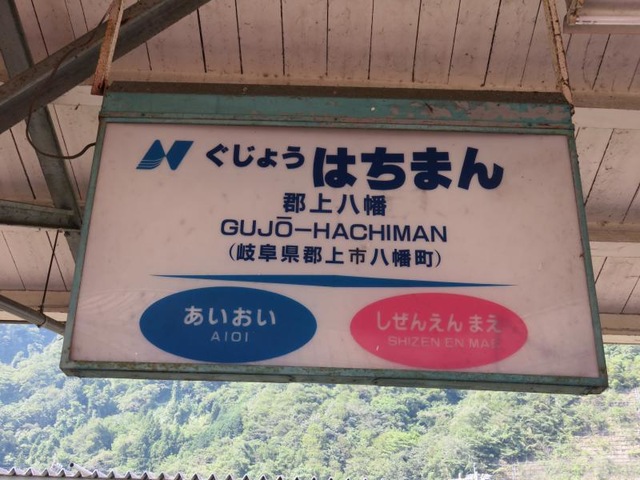 ぐじょう はちまん
郡上八幡
GUJŌ-HACHIMAN
(岐阜県郡上市八幡町)
あいおい
AIOI
しぜんえん まえ
SHIZEN EN MAE